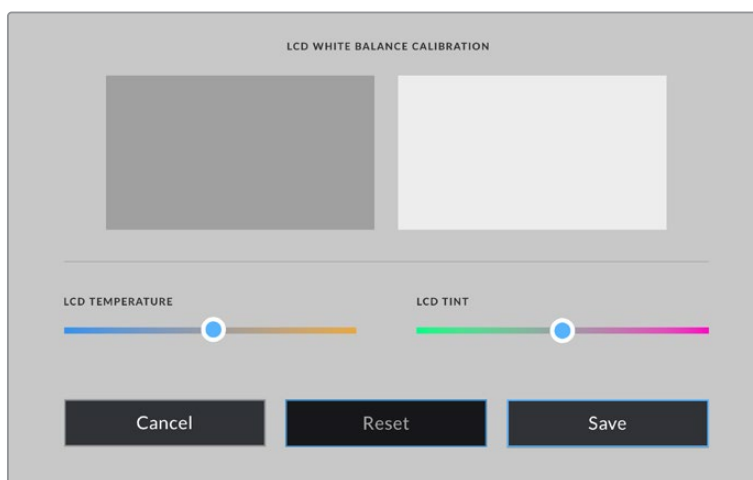 LCD WHITE BALANCE CALIBRATION
LCD TEMPERATURE
LCD TINT
Cancel
Reset
Save